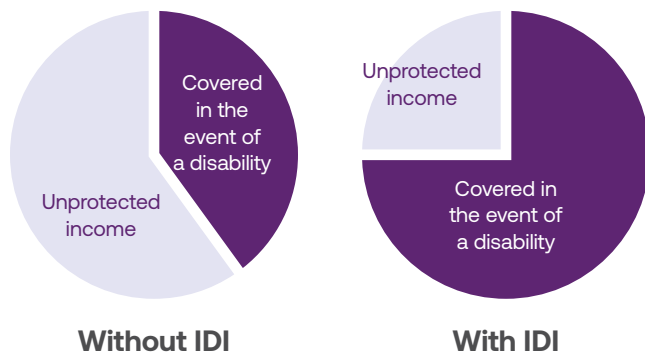 Covered
in the
event of
a disability
Unprotected
income
Without IDI
Unprotected
income
Covered in
the event of
a disability
With IDI